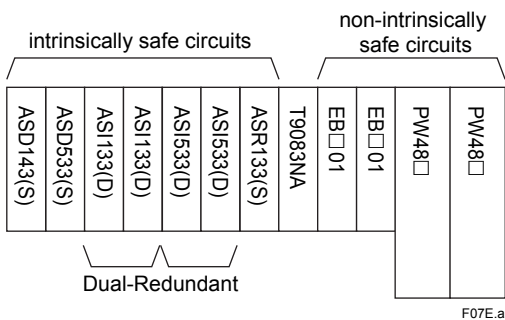 intrinsically safe circuits
non-intrinsically
safe circuits
ASD143(S)
ASD533(S)
ASI133(D)
ASI133(D)
ASI533(D)
ASI533(D)
ASR133(S)
T9083NA
EB□01
EB□01
PW48□
PW48□
Dual-Redundant
F07E.ai